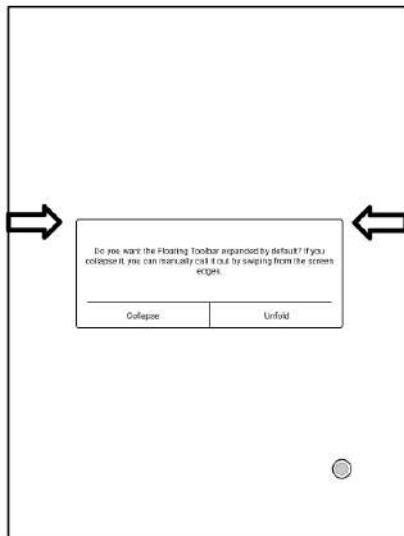 Do you want the Floating Toolbar expanded by default? If you
collapse it, you can manually call it out by swiping from the screen
edges.
Collapse
Unfold